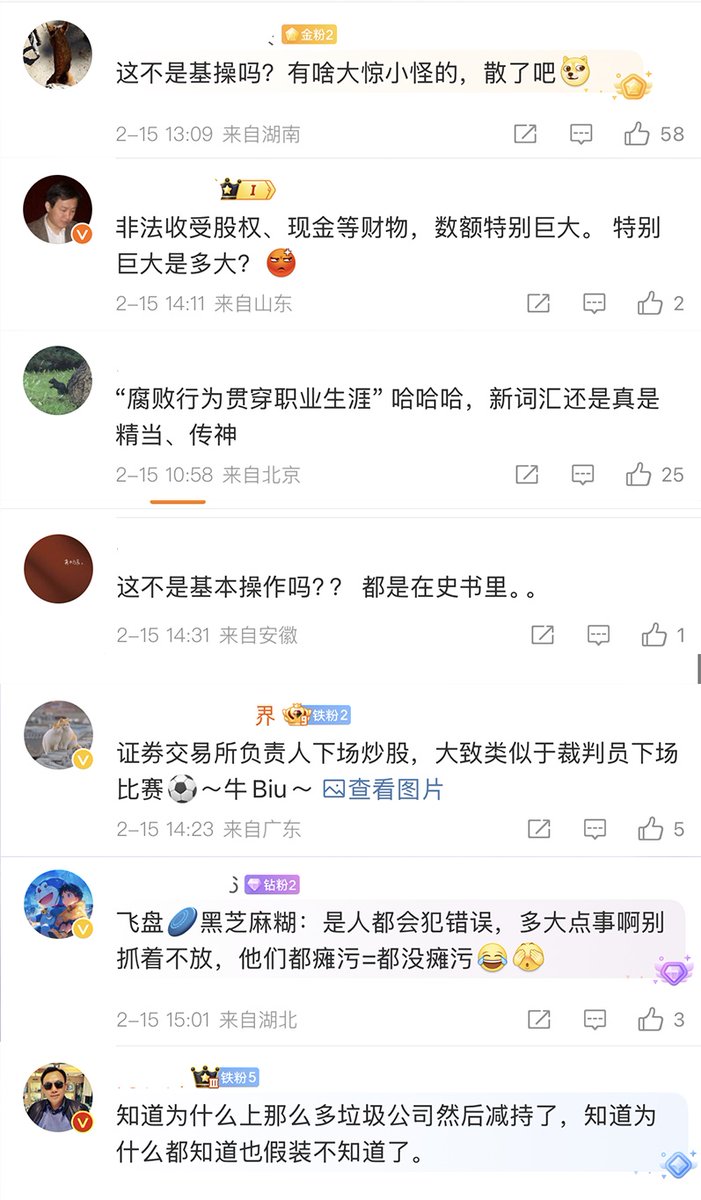 金粉2
这不是基操吗？有啥大惊小怪的，散了吧
2-15 13:09 来自湖南
58
I
非法收受股权、现金等财物，数额特别巨大。 特别
巨大是多大？
2-15 14:11 来自山东
2
“腐败行为贯穿职业生涯” 哈哈哈，新词汇还是真是
精当、传神
2-15 10:58 来自北京
25
这不是基本操作吗？？ 都是在史书里。。
2-15 14:31 来自安徽
1
界 铁粉2
证券交易所负责人下场炒股，大致类似于裁判员下场
比赛～牛Biu～ 查看图片
2-15 14:23 来自广东
5
钻粉2
飞盘黑芝麻糊：是人都会犯错误，多大点事啊别
抓着不放，他们都瘫污=都没瘫污
2-15 15:01 来自湖北
3
III 铁粉5
知道为什么上那么多垃圾公司然后减持了，知道为
什么都知道也假装不知道了。